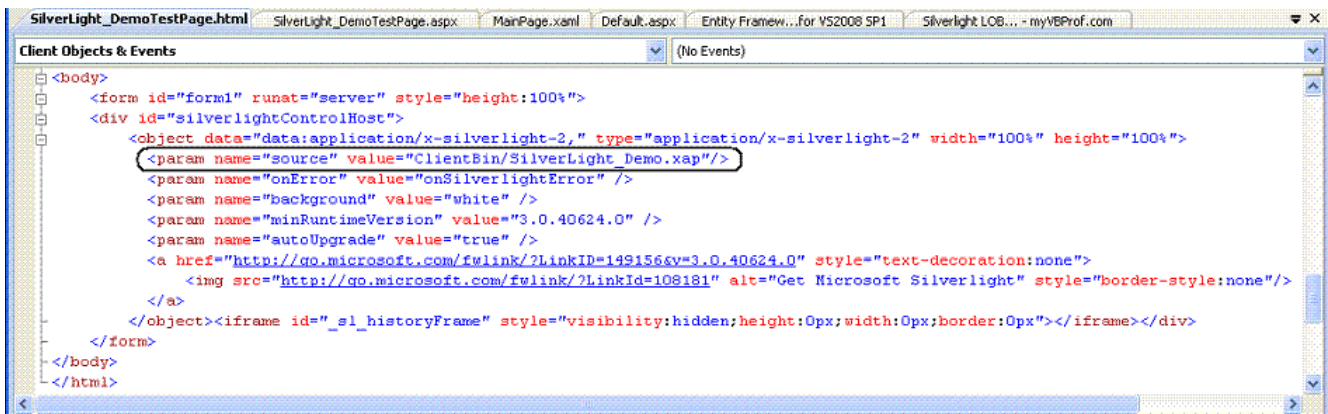 SilverLight_DemoTestPage.html SilverLight_DemoTestPage.aspx MainPage.xaml Default.aspx Entity Framew...for VS2008 SP1 Silverlight LOB... - myVBProf.com
Client Objects & Events (No Events)
<body>
<form id="form1" runat="server" style="height:100%">
<div id="silverlightControlHost">
<object data="data:application/x-silverlight-2," type="application/x-silverlight-2" width="100%" height="100%">
<param name="source" value="ClientBin/SilverLight_Demo.xap"/>
<param name="onError" value="onSilverlightError" />
<param name="background" value="white" />
<param name="minRuntimeVersion" value="3.0.40624.0" />
<param name="autoUpgrade" value="true" />
<a href="http://go.microsoft.com/fwlink/?LinkID=149156&v=3.0.40624.0" style="text-decoration:none">
<img src="http://go.microsoft.com/fwlink/?LinkId=108181" alt="Get Microsoft Silverlight" style="border-style:none"/>
</a>
</object><iframe id="_sl_historyFrame" style="visibility:hidden;height:0px;width:0px;border:0px"></iframe></div>
</form>
</body>
</html>